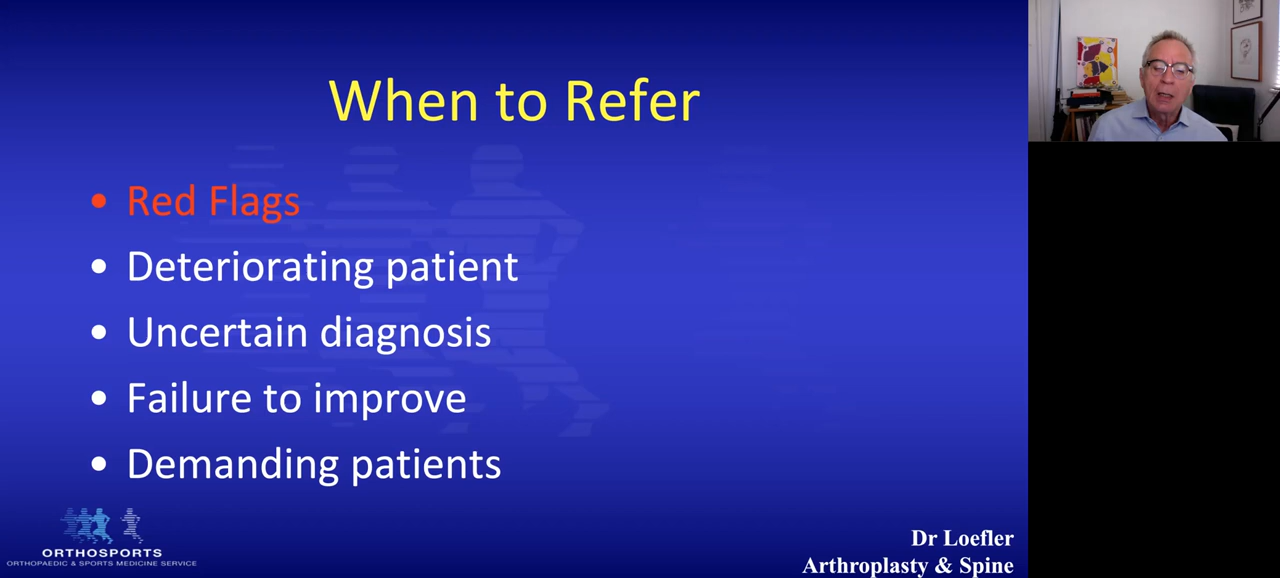 When to Refer
• Red Flags
• Deteriorating patient
• Uncertain diagnosis
• Failure to improve
• Demanding patients
ORTHOSPORTS
ORTHOPAEDIC & SPORTS MEDICINE SERVICE
Dr Loefler
Arthroplasty & Spine